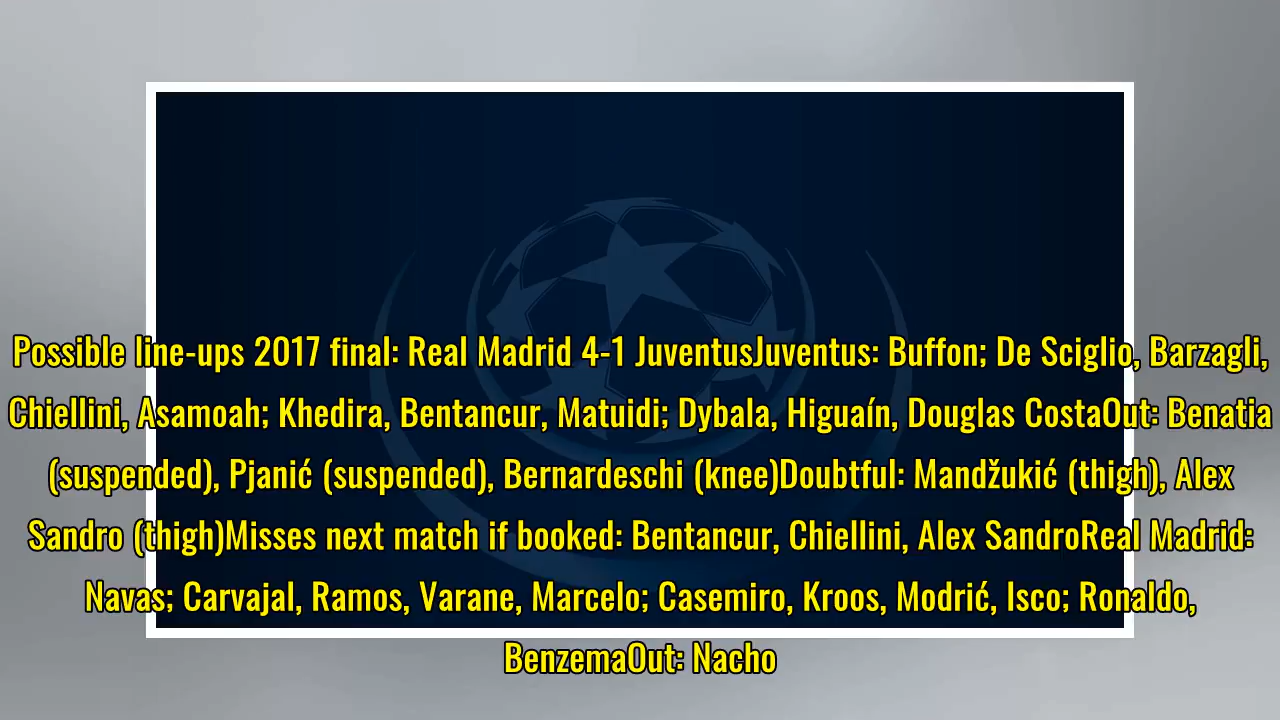 Possible line-ups 2017 final: Real Madrid 4-1 JuventusJuventus: Buffon; De Sciglio, Barzagli,
Chiellini, Asamoah; Khedira, Bentancur, Matuidi; Dybala, Higuaín, Douglas CostaOut: Benatia
(suspended), Pjanić (suspended), Bernardeschi (knee)Doubtful: Mandžukić (thigh), Alex
Sandro (thigh)Misses next match if booked: Bentancur, Chiellini, Alex SandroReal Madrid:
Navas; Carvajal, Ramos, Varane, Marcelo; Casemiro, Kroos, Modrić, Isco; Ronaldo,
BenzemaOut: Nacho